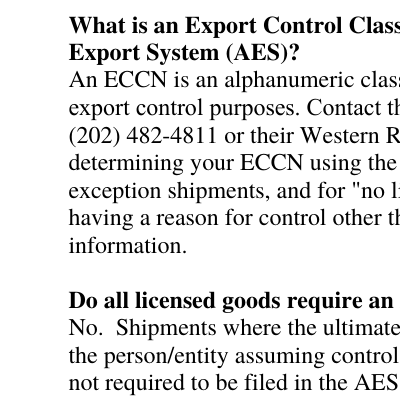 What is an Export Control Class
Export System (AES)?
An ECCN is an alphanumeric clas
export control purposes. Contact th
(202) 482-4811 or their Western R
determining your ECCN using the
exception shipments, and for "no li
having a reason for control other th
information.
Do all licensed goods require an
No.  Shipments where the ultimate
the person/entity assuming control
not required to be filed in the AES